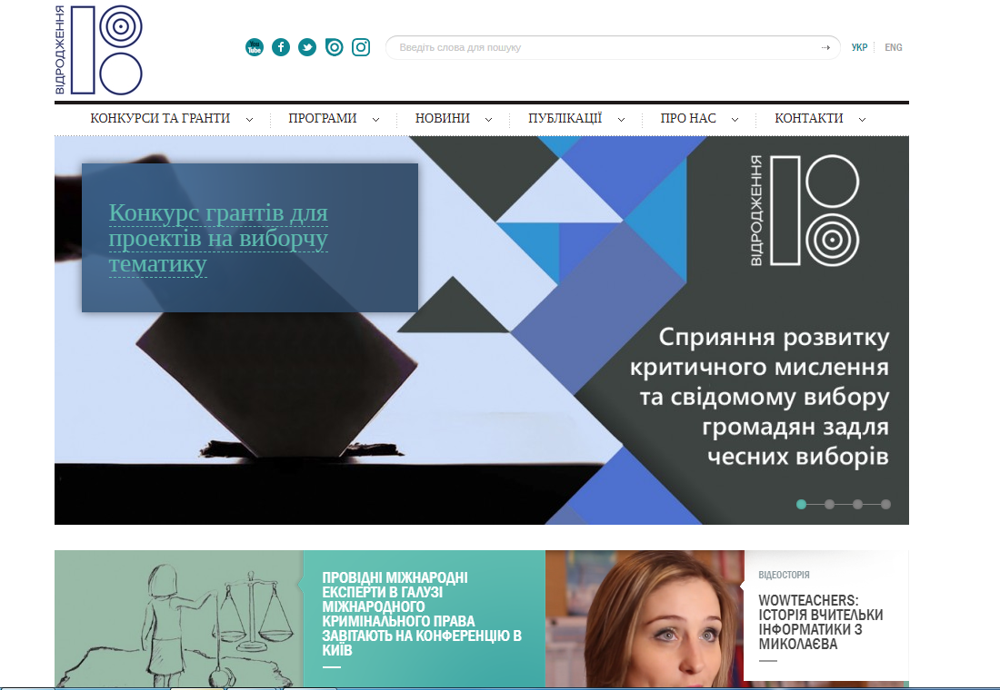 ВІДРОДЖЕННЯ
You
Tube
Введіть слова для пошуку
УКР
ENG
КОНКУРСИ ТА ГРАНТИ
ПРОГРАМИ
НОВИНИ
ПУБЛІКАЦІЇ
ПРО НАС
КОНТАКТИ
Конкурс грантів для
проектів на виборчу
тематику
ВІДРОДЖЕННЯ
Сприяння розвитку
критичного мислення
та свідомому вибору
громадян задля
чесних виборів
ПРОВІДНІ МІЖНАРОДНІ
ЕКСПЕРТИ В ГАЛУЗІ
МІЖНАРОДНОГО
КРИМІНАЛЬНОГО ПРАВА
ЗАВІТАЮТЬ НА КОНФЕРЕНЦІЮ В
КИЇВ
ВІДЕОСТОРІЯ
WOWTEACHERS:
ІСТОРІЯ ВЧИТЕЛЬКИ
ІНФОРМАТИКИ З
МИКОЛАЄВА